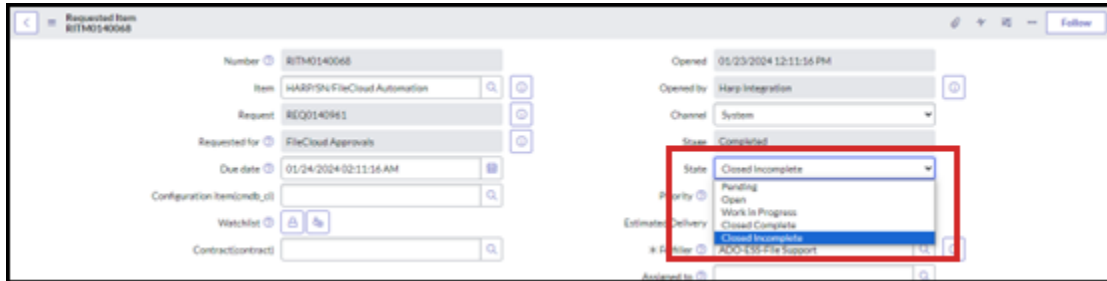 Requested Item
RITM0140068
Follow
Number RITM0140068
Item HARP/SN/FileCloud Automation
Request REQ0140961
Requested for FileCloud Approvals
Due date 01/24/2024 02:11:16 AM
Configuration Item(cmdb_ci)
Watchlist
Contract(contract)
Opened 01/23/2024 12:11:16 PM
Opened by Harp Integration
Channel System
Stage Completed
State Closed Incomplete
Pending
Open
Work in Progress
Closed Complete
Closed Incomplete
Priority
Estimated Delivery
ADO-ESS-File Support
Assigned to